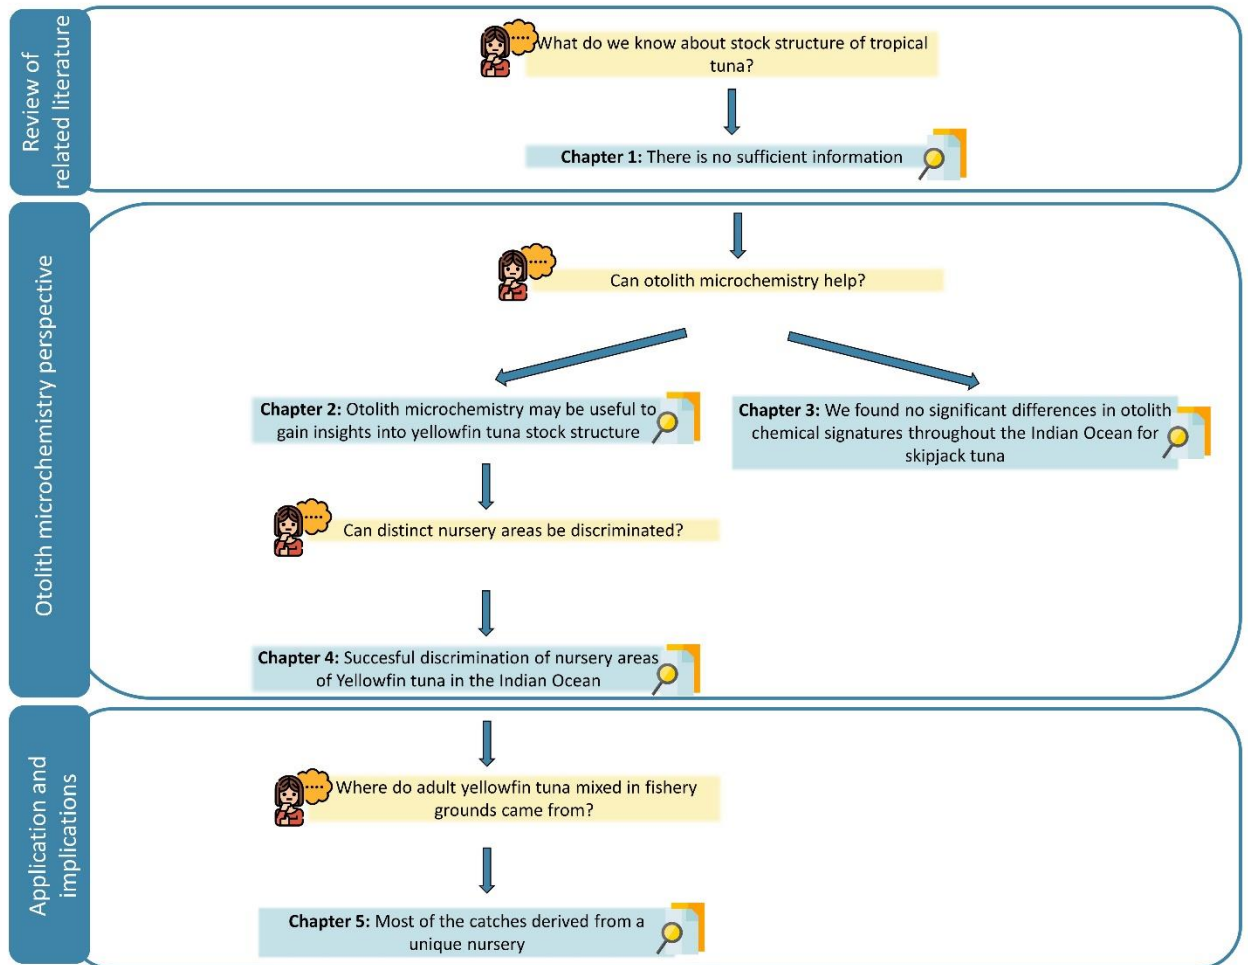 Review of
related literature
What do we know about stock structure of tropical
tuna?
Chapter 1: There is no sufficient information
Otolith microchemistry perspective
Can otolith microchemistry help?
Chapter 2: Otolith microchemistry may be useful to
gain insights into yellowfin tuna stock structure
Chapter 3: We found no significant differences in otolith
chemical signatures throughout the Indian Ocean for
skipjack tuna
Can distinct nursery areas be discriminated?
Chapter 4: Succesful discrimination of nursery areas
of Yellowfin tuna in the Indian Ocean
Application and
implications
Where do adult yellowfin tuna mixed in fishery
grounds came from?
Chapter 5: Most of the catches derived from a
unique nursery